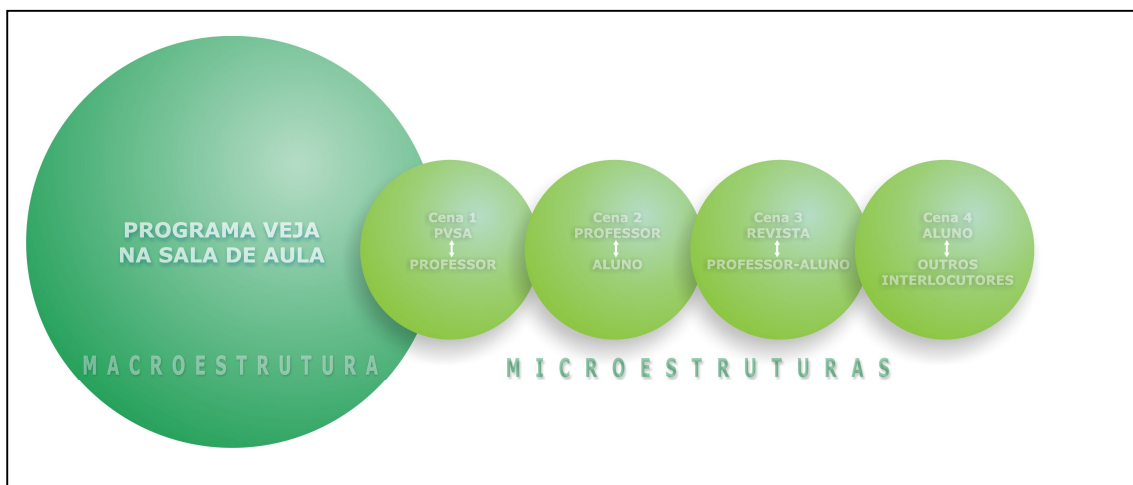 PROGRAMA VEJA
NA SALA DE AULA
MACROESTRUTURA
Cena 1
PVSA
PROFESSOR
Cena 2
PROFESSOR
ALUNO
Cena 3
REVISTA
PROFESSOR-ALUNO
Cena 4
ALUNO
OUTROS
INTERLOCUTORES
MICROESTRUTURAS